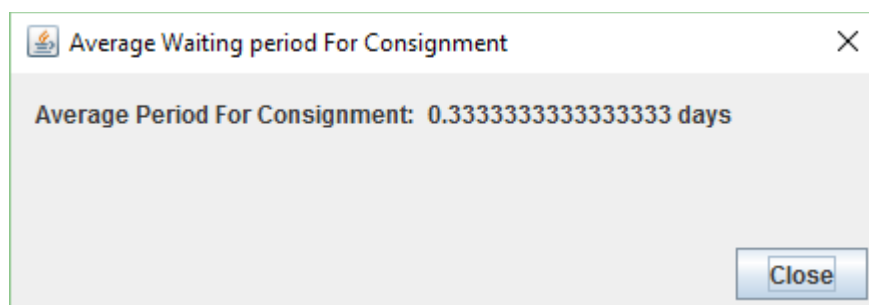 Average Waiting period For Consignment
Average Period For Consignment: 0.3333333333333333 days
Close